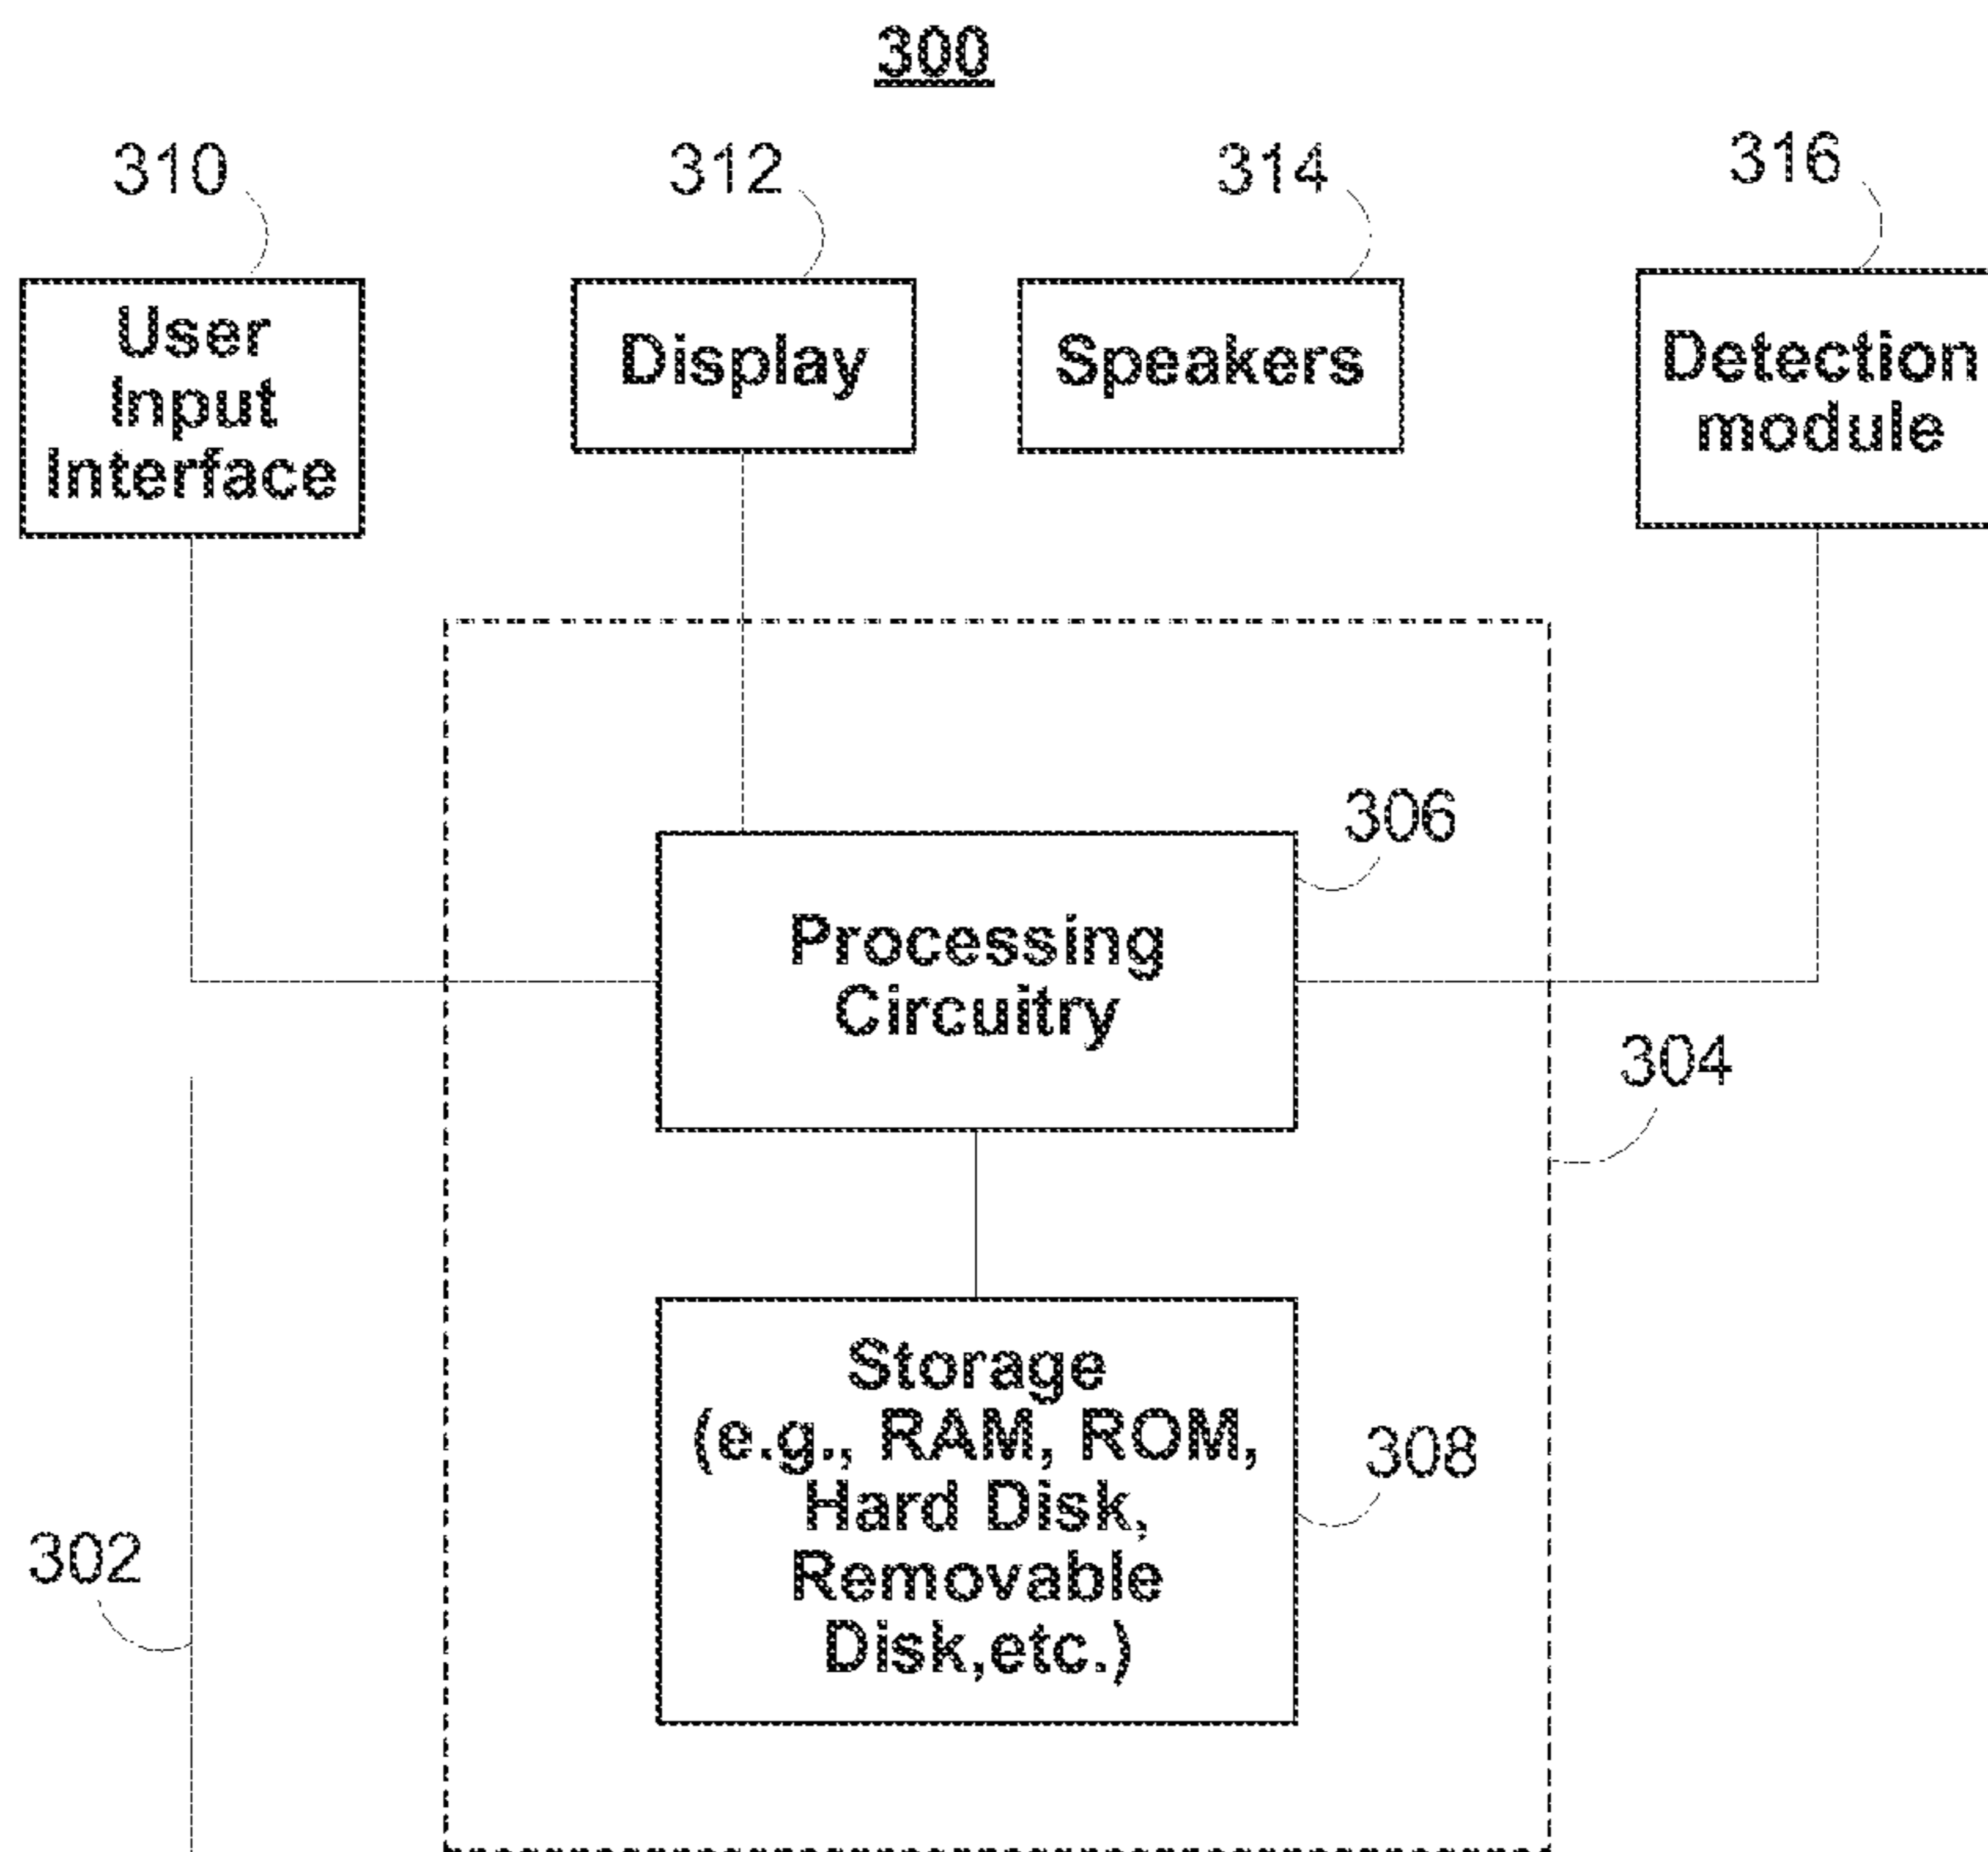 300
310
312
314
316
User
Input
Interface
Display
Speakers
Detection
module
306
Processing
Circuitry
304
Storage
(e.g., RAM, ROM,
Hard Disk,
Removable
Disk,etc.)
308
302